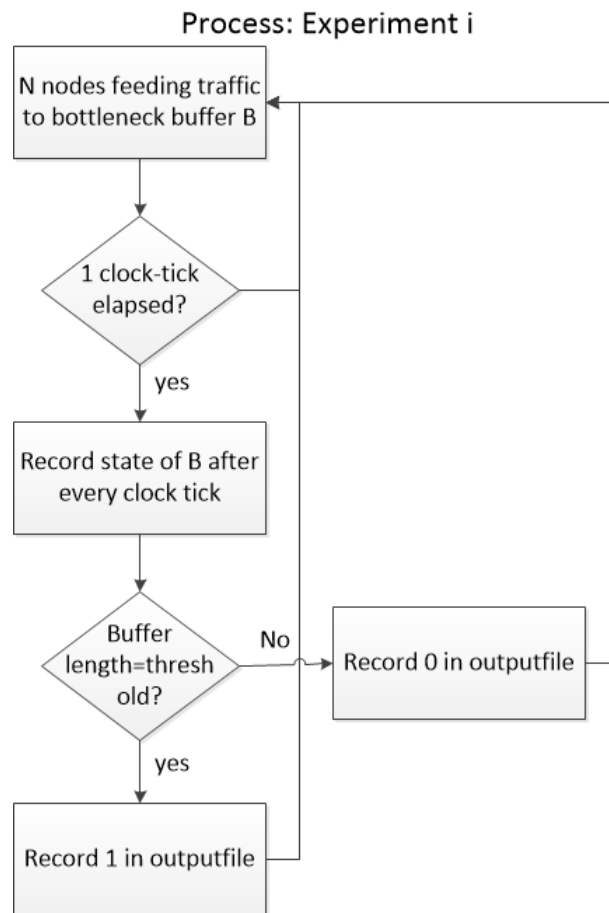 Process: Experiment i
N nodes feeding traffic
to bottleneck buffer B
1 clock-tick
elapsed?
yes
Record state of B after
every clock tick
Buffer
length=thresh
old?
No
Record 0 in outputfile
yes
Record 1 in outputfile